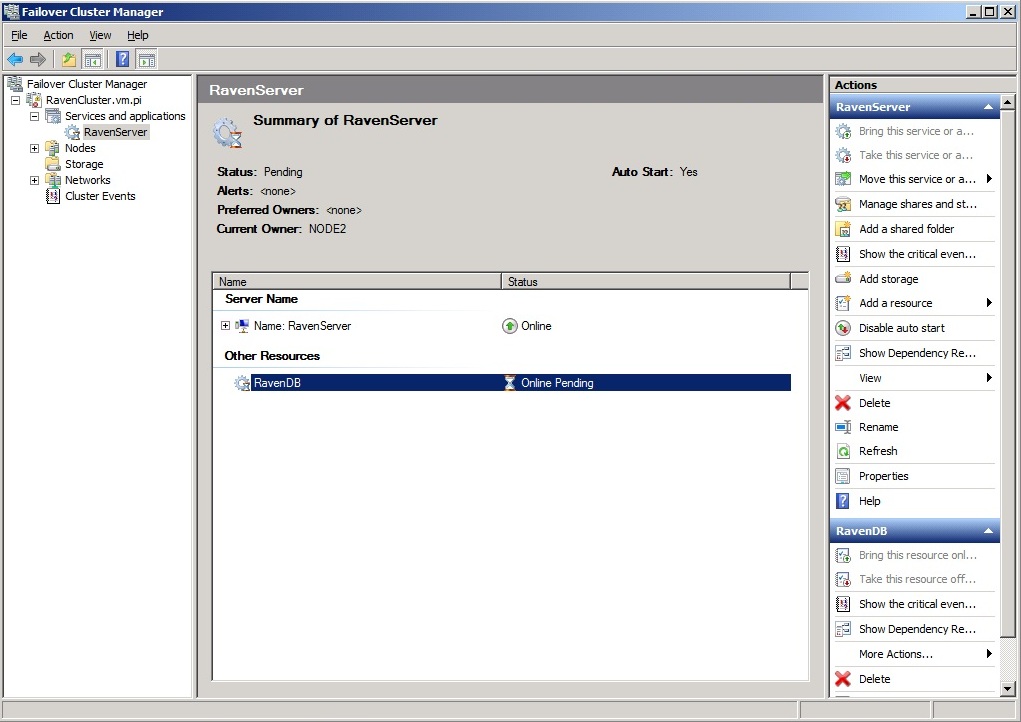 Failover Cluster Manager
File Action View Help
Failover Cluster Manager
RavenCluster.vm.pi
Services and applications
RavenServer
Nodes
Storage
Networks
Cluster Events
RavenServer
Summary of RavenServer
Status: Pending
Auto Start: Yes
Alerts: <none>
Preferred Owners: <none>
Current Owner: NODE2
Name Status
Server Name
Name: RavenServer Online
Other Resources
RavenDB Online Pending
Actions
RavenServer
Bring this service or a...
Take this service or a...
Move this service or a...
Manage shares and st...
Add a shared folder
Show the critical even...
Add storage
Add a resource
Disable auto start
Show Dependency Re...
View
Delete
Rename
Refresh
Properties
Help
RavenDB
Bring this resource onl...
Take this resource off...
Show the critical even...
Show Dependency Re...
More Actions...
Delete